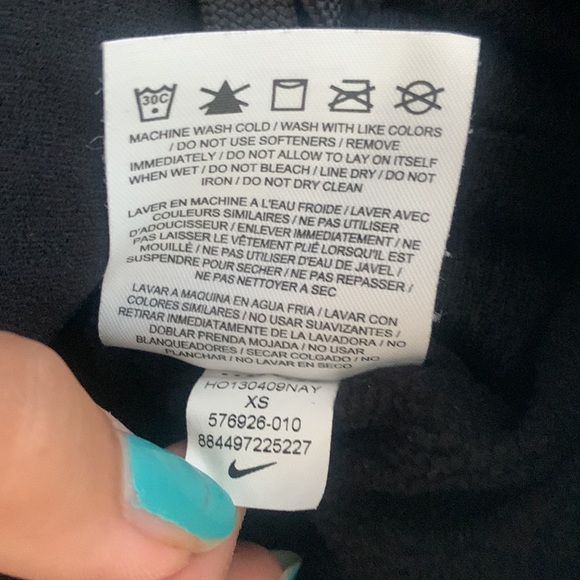 30C
MACHINE WASH COLD / WASH WITH LIKE COLORS
/ DO NOT USE SOFTENERS / REMOVE
IMMEDIATELY / DO NOT ALLOW TO LAY ON ITSELF
WHEN WET / DO NOT BLEACH / LINE DRY / DO NOT
IRON / DO NOT DRY CLEAN
LAVER EN MACHINE A L'EAU FROIDE / LAVER AVEC
COULEURS SIMILAIRES / NE PAS UTILISER
D'ADOUCISSEUR / ENLEVER IMMEDIATEMENT / NE
PAS LAISSER LE VÊTEMENT PLIÉ LORSQU'IL EST
MOUILLÉ / NE PAS UTILISER D'EAU DE JAVEL /
SUSPENDRE POUR SECHER / NE PAS REPASSER /
NE PAS NETTOYER A SEC
LAVAR A MAQUINA EN AGUA FRIA / LAVAR CON
COLORES SIMILARES / NO USAR SUAVIZANTES /
RETIRAR INMEDIATAMENTE DE LA LAVADORA / NO
DOBLAR PRENDA MOJADA / NO USAR
BLANQUEADORES / SECAR COLGADO / NO
PLANCHAR / NO LAVAR EN SECO
HO130409NAY
XS
576926-010
884497225227